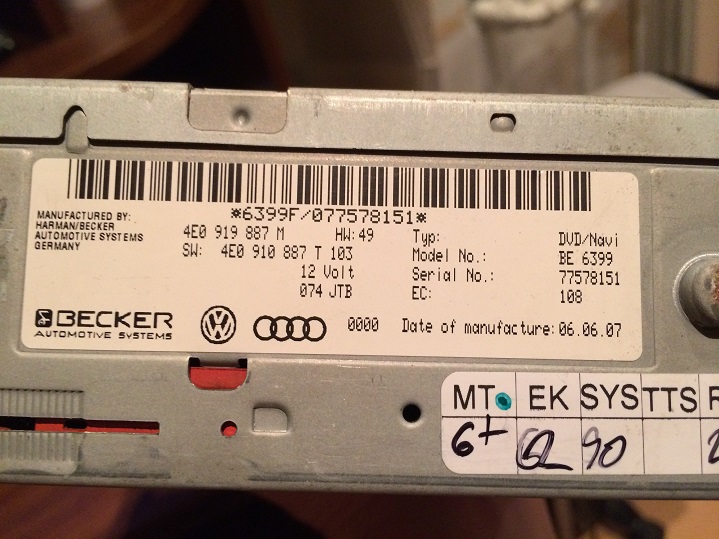 *6399F/077578151*
MANUFACTURED BY:
HARMAN/BECKER
AUTOMOTIVE SYSTEMS
GERMANY
4E0 919 887 M HW: 49
SW: 4E0 910 887 T 103
12 Volt
074 JTB
Typ: DVD/Navi
Model No.: BE 6399
Serial No.: 77578151
EC: 108
BECKER
AUTOMOTIVE SYSTEMS
0000 Date of manufacture: 06.06.07
MT EK SYS TTS
6+ 90